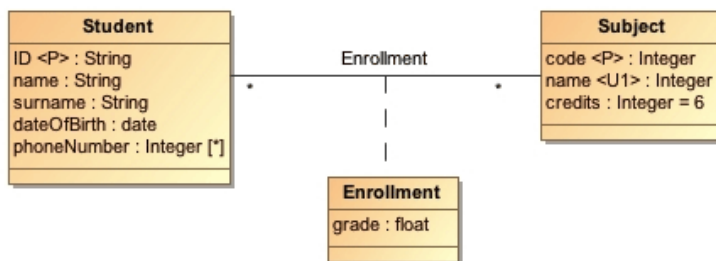 Student
ID <P> : String
name : String
surname : String
dateOfBirth : date
phoneNumber : Integer [*]
Enrollment
*
*
Subject
code <P> : Integer
name <U1> : Integer
credits : Integer = 6
Enrollment
grade : float